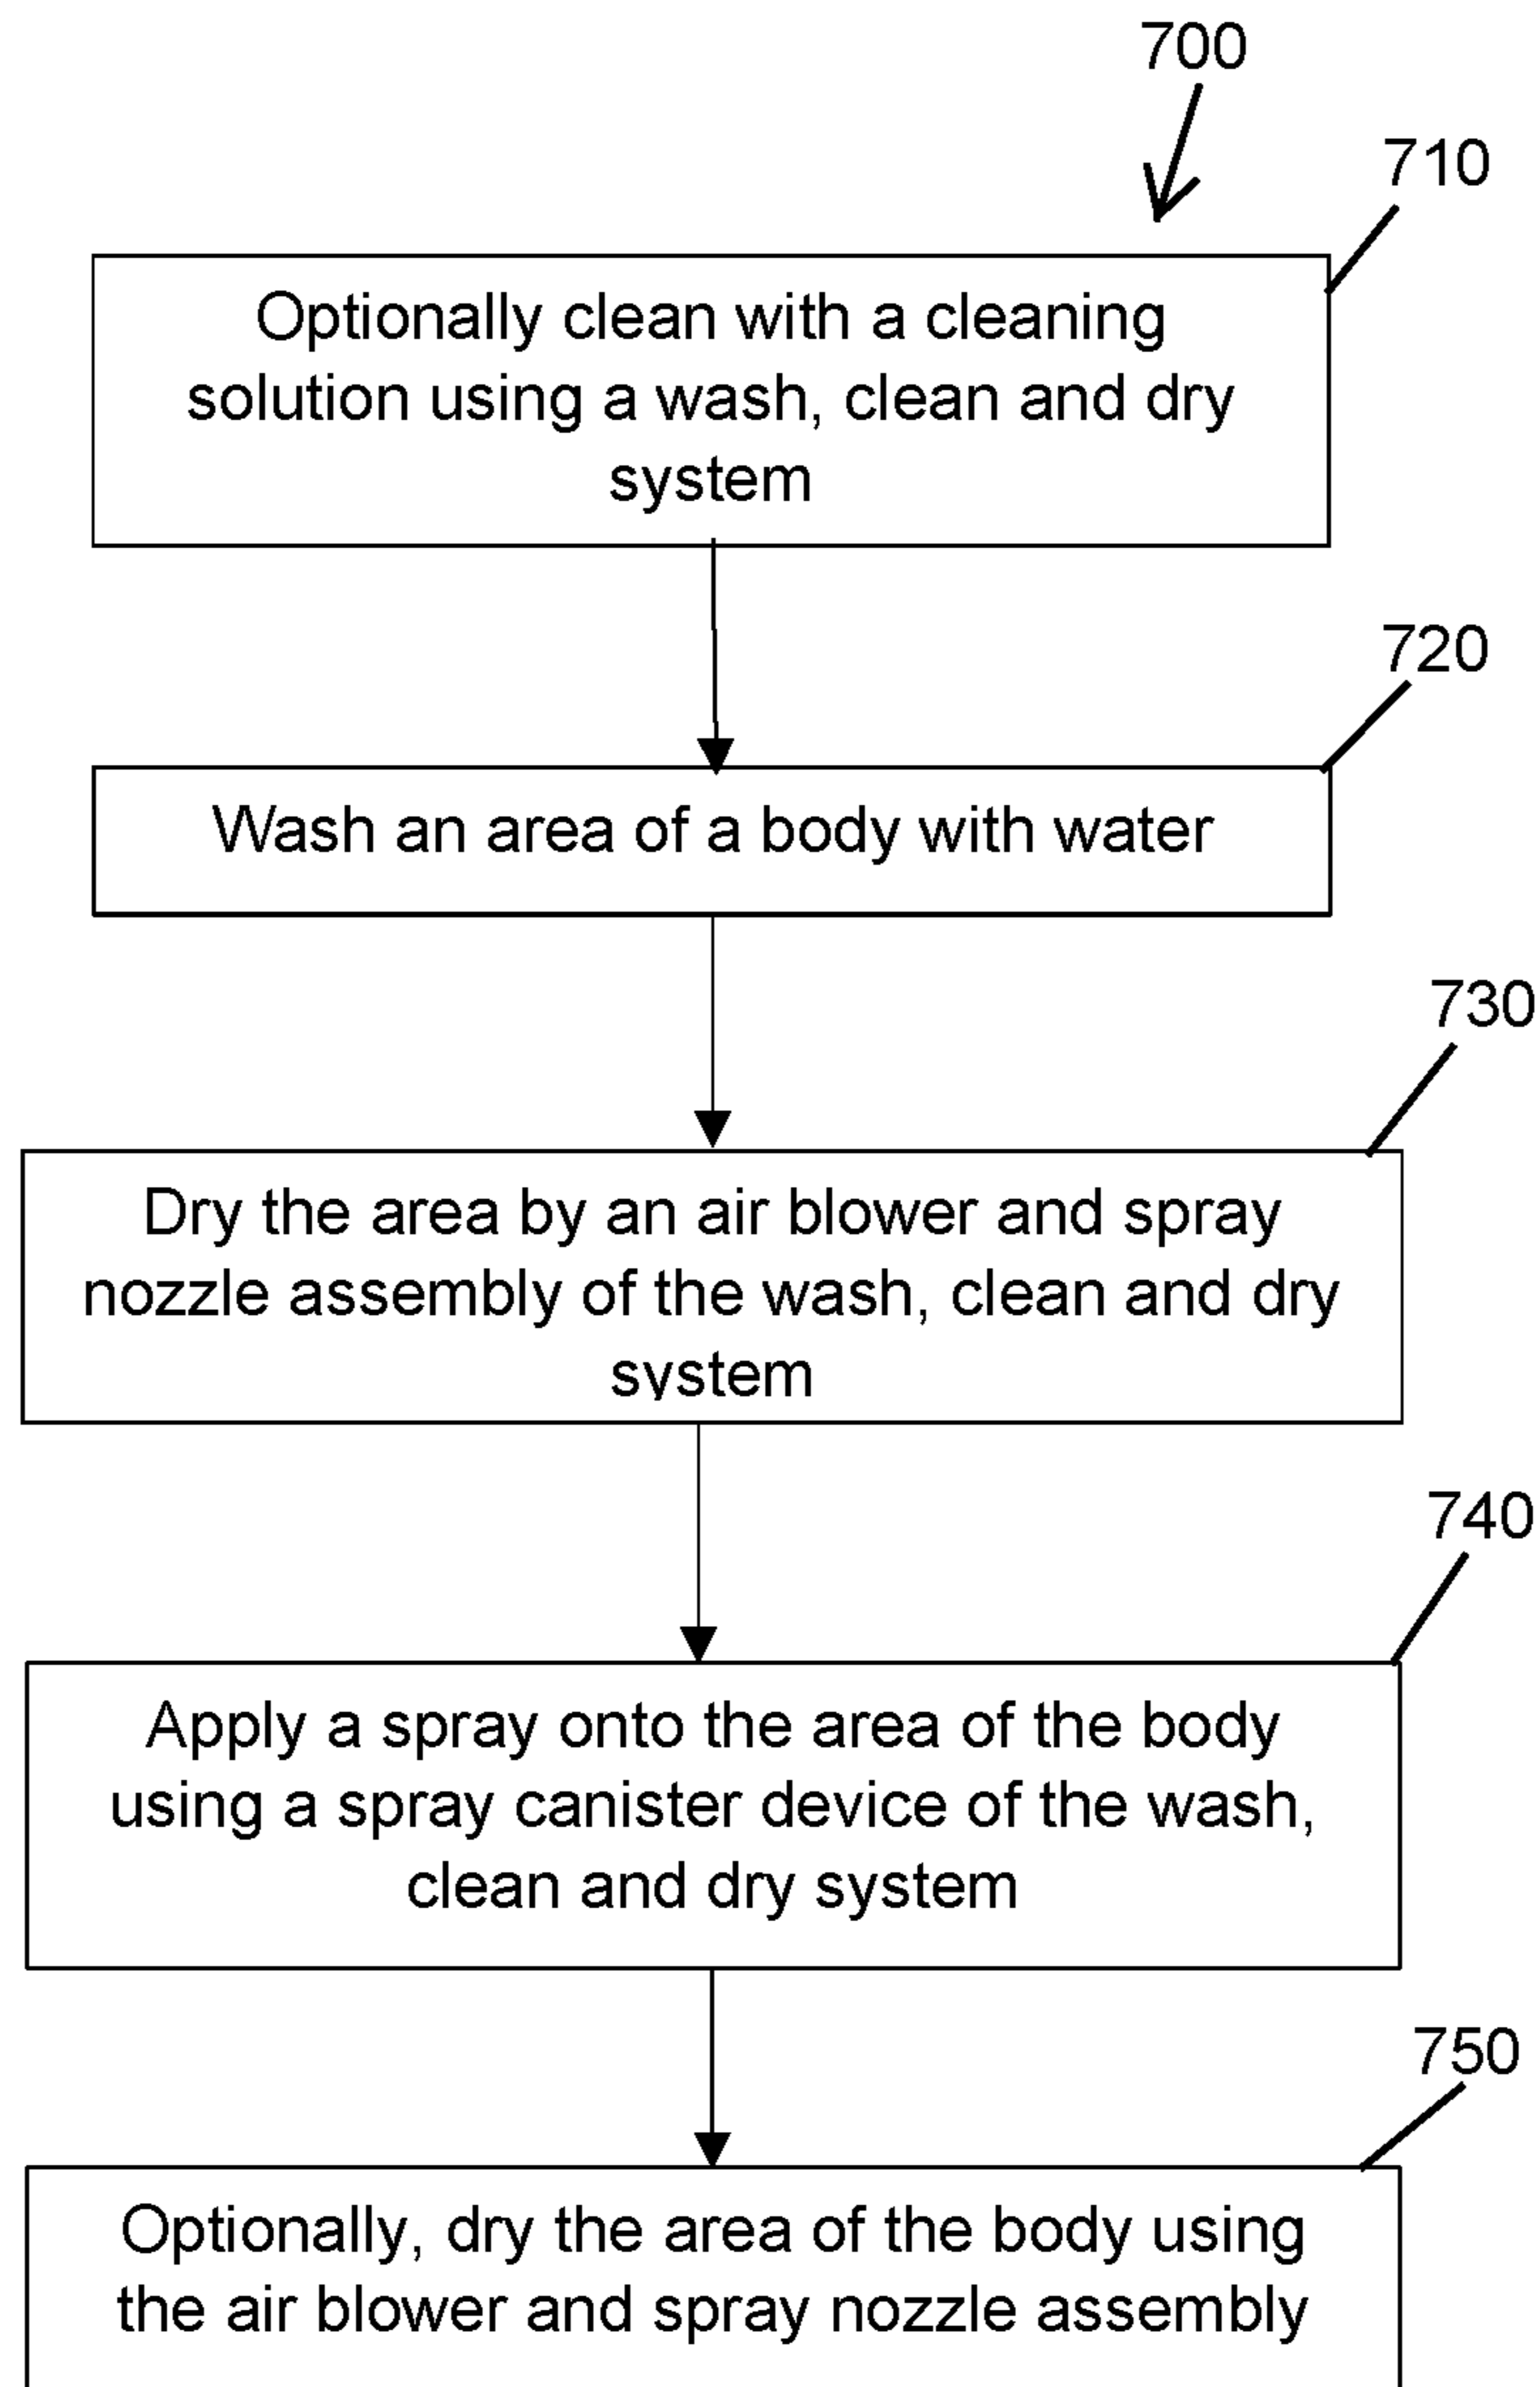 700
710
Optionally clean with a cleaning
solution using a wash, clean and dry
system
720
Wash an area of a body with water
730
Dry the area by an air blower and spray
nozzle assembly of the wash, clean and dry
system
740
Apply a spray onto the area of the body
using a spray canister device of the wash,
clean and dry system
750
Optionally, dry the area of the body using
the air blower and spray nozzle assembly